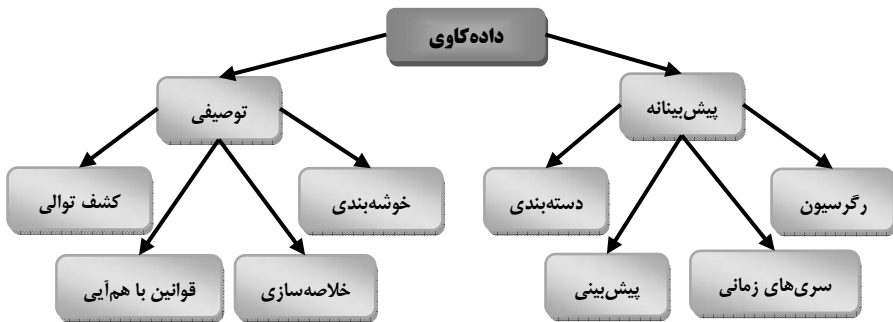 داده‌کاوی
پیش‌بینانه
توصیفی
رگرسیون
دسته‌بندی
خوشه‌بندی
کشف توالی
سری‌های زمانی
پیش‌بینی
خلاصه‌سازی
قوانین با هم‌آیی